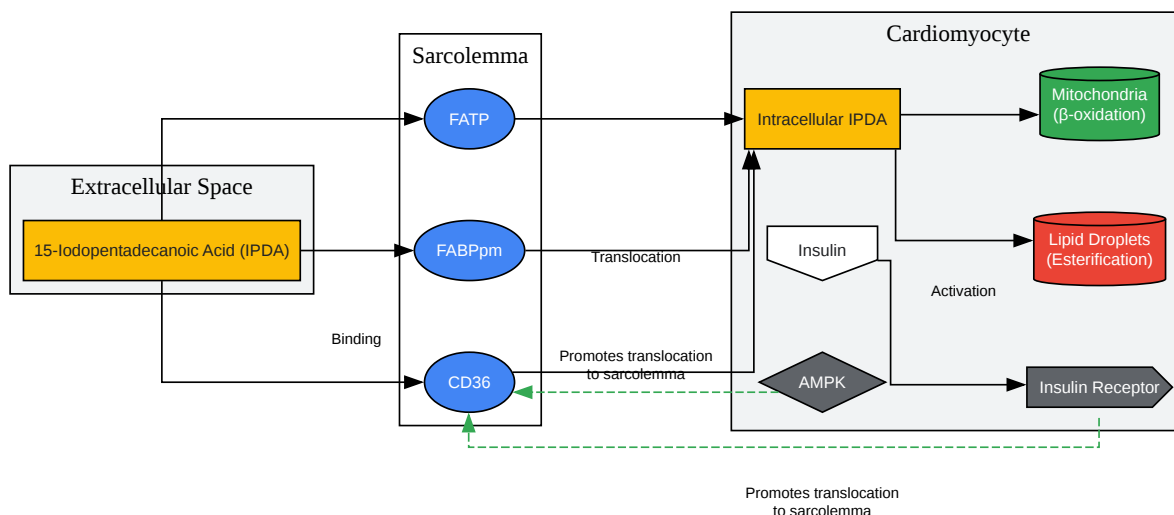 Cardiomyocyte
Sarcolemma
Mitochondria
(β-oxidation)
FATP
Intracellular IPDA
Extracellular Space
15-Iodopentadecanoic Acid (IPDA)
FABPpm
Translocation
Insulin
Lipid Droplets
(Esterification)
Activation
Binding
Promotes translocation
to sarcolemma
CD36
AMPK
Insulin Receptor
Promotes translocation
to sarcolemma